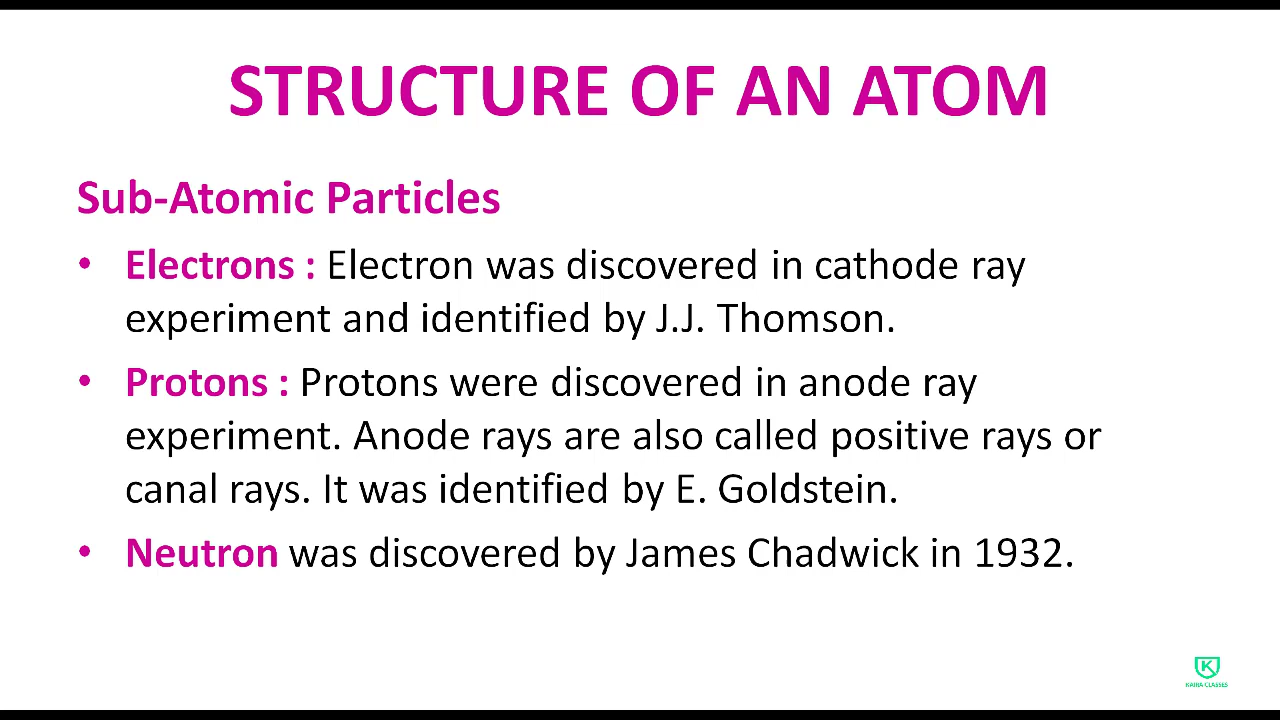 STRUCTURE OF AN ATOM
Sub-Atomic Particles
• Electrons : Electron was discovered in cathode ray
experiment and identified by J.J. Thomson.
• Protons : Protons were discovered in anode ray
experiment. Anode rays are also called positive rays or
canal rays. It was identified by E. Goldstein.
• Neutron was discovered by James Chadwick in 1932.
K
KAIRA CLASSES